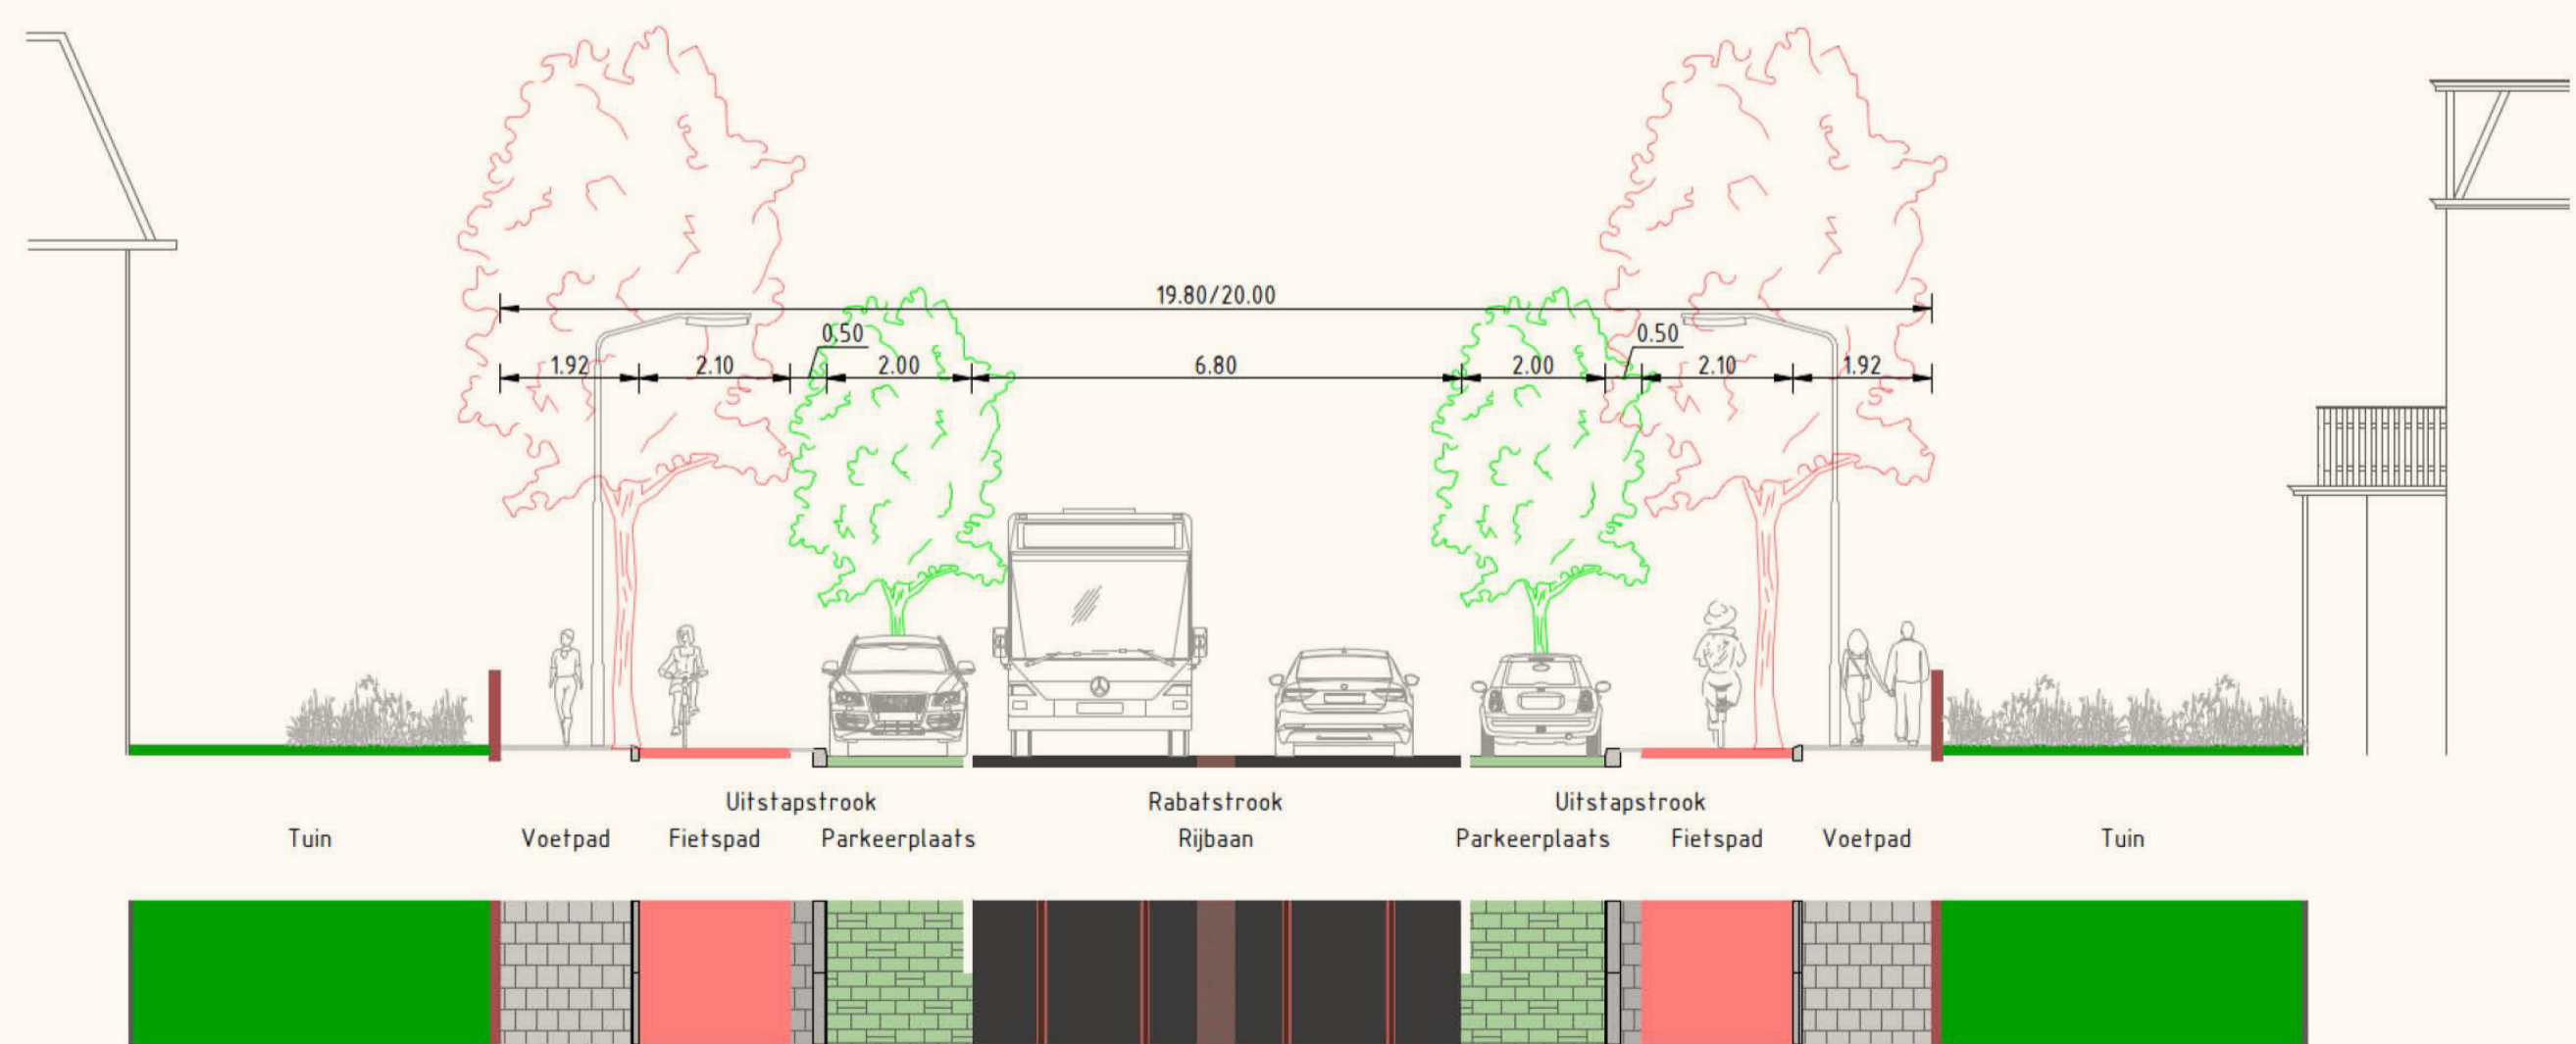 19.80/20.00
0.50 0.50
1.92 2.10 2.00 6.80 2.00 2.10 1.92
Uitstapstrook Rabatstrook Uitstapstrook
Tuin Voetpad Fietspad Parkeerplaats Rijbaan Parkeerplaats Fietspad Voetpad Tuin